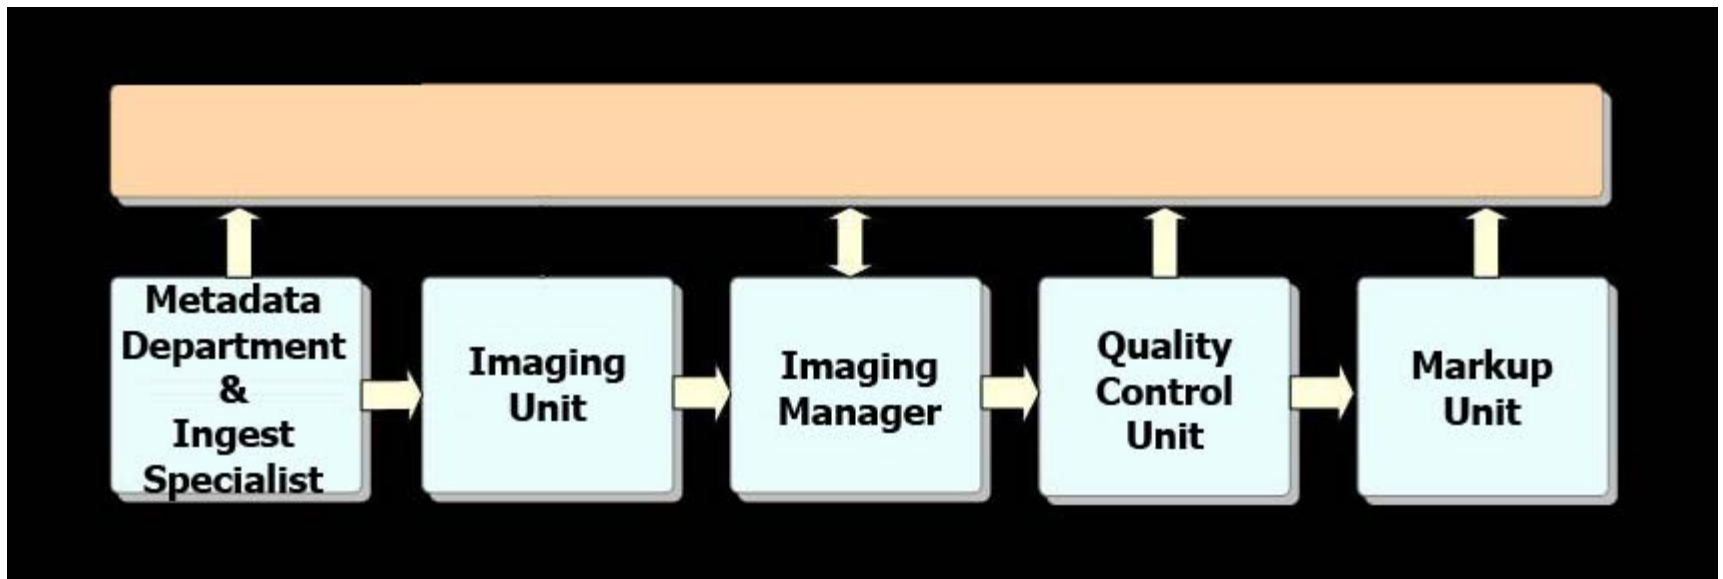 Metadata
Department
&
Ingest
Specialist
Imaging
Unit
Imaging
Manager
Quality
Control
Unit
Markup
Unit